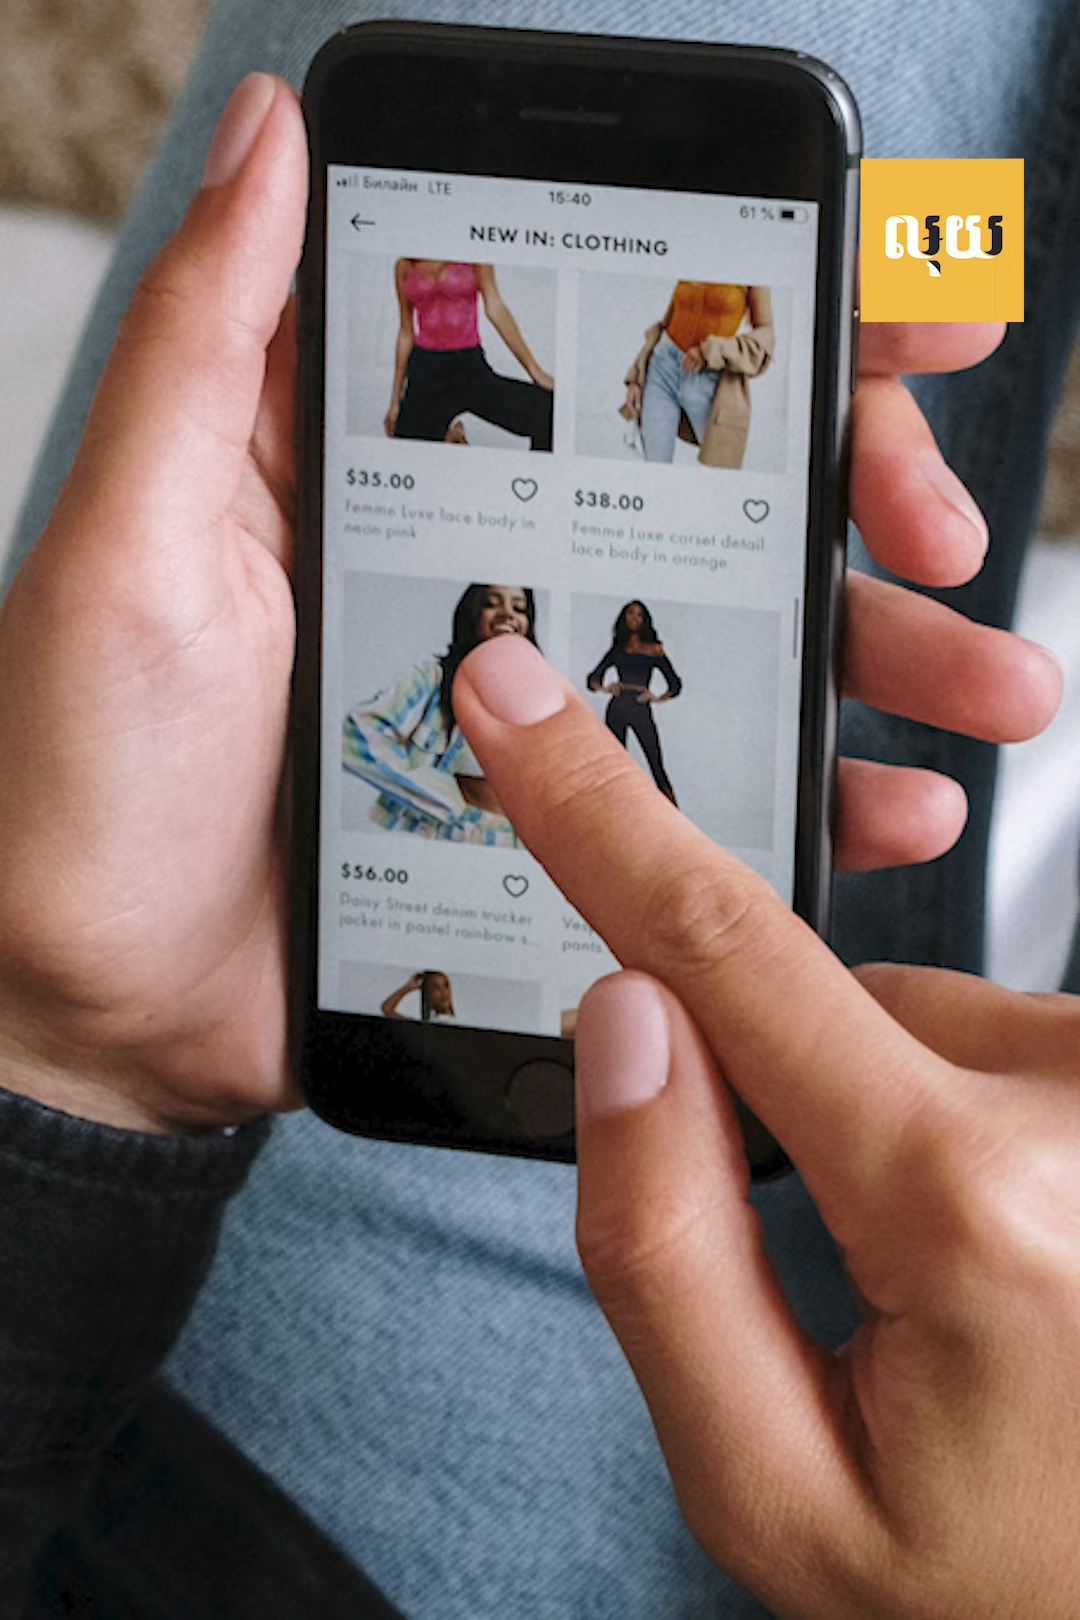 Билайн LTE
15:40
61 %
NEW IN: CLOTHING
$35.00
Femme Luxe lace body in
neon pink
$38.00
Femme Luxe corset detail
lace body in orange
$56.00
Daisy Street denim trucker
jacket in pastel rainbow s...
pants
លុយ